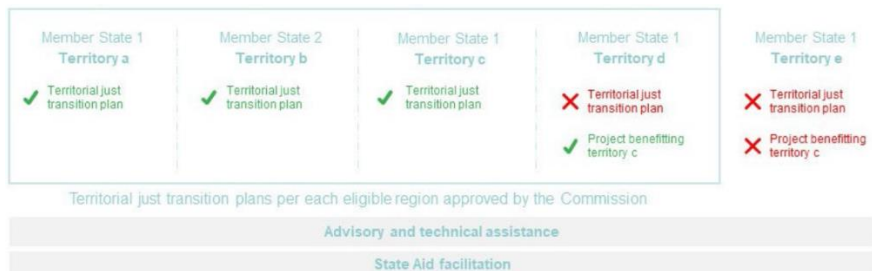 Member State 1
Territory a
Territorial just
transition plan
Member State 2
Territory b
Territorial just
transition plan
Member State 1
Territory c
Territorial just
transition plan
Member State 1
Territory d
Territorial just
transition plan
Project benefitting
territory c
Member State 1
Territory e
Territorial just
transition plan
Project benefitting
territory c
Territorial just transition plans per each eligible region approved by the Commission
Advisory and technical assistance
State Aid facilitation